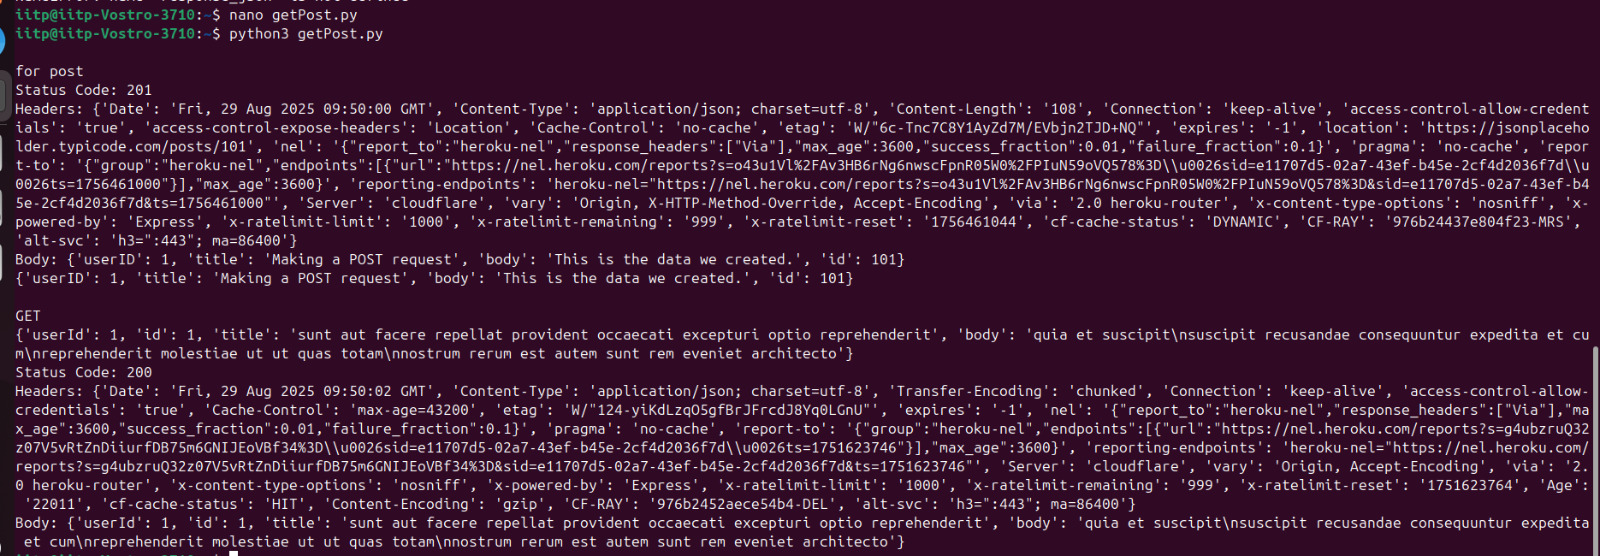 iitp@iitp-Vostro-3710:~$ nano getPost.py
iitp@iitp-Vostro-3710:~$ python3 getPost.py
for post
Status Code: 201
Headers: {'Date': 'Fri, 29 Aug 2025 09:50:00 GMT', 'Content-Type': 'application/json; charset=utf-8', 'Content-Length': '108', 'Connection': 'keep-alive', 'access-control-allow-credent
ials': 'true', 'access-control-expose-headers': 'Location', 'Cache-Control': 'no-cache', 'etag': 'W/"6c-Tnc7C8Y1AyZd7M/EVbjn2TJD+NQ"', 'expires': '-1', 'location': 'https://jsonplaceho
lder.typicode.com/posts/101', 'nel': '{"report_to":"heroku-nel","response_headers":["Via"],"max_age":3600,"success_fraction":0.01,"failure_fraction":0.1}', 'pragma': 'no-cache', 'repor
t-to': '{"group":"heroku-nel","endpoints":[{"url":"https://nel.heroku.com/reports?s=o43u1Vl%2FAv3HB6rNg6nwscFpnR05W0%2FPIuN59oVQ578%3D\\u0026sid=e11707d5-02a7-43ef-b45e-2cf4d2036f7d\\u
0026ts=1756461000"}],"max_age":3600}', 'reporting-endpoints': 'heroku-nel="https://nel.heroku.com/reports?s=o43u1Vl%2FAv3HB6rNg6nwscFpnR05W0%2FPIuN59oVQ578%3D&sid=e11707d5-02a7-43ef-b4
5e-2cf4d2036f7d&ts=1756461000"', 'Server': 'cloudflare', 'vary': 'Origin, X-HTTP-Method-Override, Accept-Encoding', 'via': '2.0 heroku-router', 'x-content-type-options': 'nosniff', 'x-
powered-by': 'Express', 'x-ratelimit-limit': '1000', 'x-ratelimit-remaining': '999', 'x-ratelimit-reset': '1756461044', 'cf-cache-status': 'DYNAMIC', 'CF-RAY': '976b24437e804f23-MRS',
'alt-svc': 'h3=":443"; ma=86400'}
Body: {'userID': 1, 'title': 'Making a POST request', 'body': 'This is the data we created.', 'id': 101}
{'userID': 1, 'title': 'Making a POST request', 'body': 'This is the data we created.', 'id': 101}
GET
{'userId': 1, 'id': 1, 'title': 'sunt aut facere repellat provident occaecati excepturi optio reprehenderit', 'body': 'quia et suscipit\nsuscipit recusandae consequuntur expedita et cu
m\nreprehenderit molestiae ut ut quas totam\nnostrum rerum est autem sunt rem eveniet architecto'}
Status Code: 200
Headers: {'Date': 'Fri, 29 Aug 2025 09:50:02 GMT', 'Content-Type': 'application/json; charset=utf-8', 'Transfer-Encoding': 'chunked', 'Connection': 'keep-alive', 'access-control-allow-
credentials': 'true', 'Cache-Control': 'max-age=43200', 'etag': 'W/"124-yiKdLzqO5gfBrJFrcdJ8Yq0LGnU"', 'expires': '-1', 'nel': '{"report_to":"heroku-nel","response_headers":["Via"],"ma
x_age":3600,"success_fraction":0.01,"failure_fraction":0.1}', 'pragma': 'no-cache', 'report-to': '{"group":"heroku-nel","endpoints":[{"url":"https://nel.heroku.com/reports?s=g4ubzruQ32
z07V5vRtZnDiiurfDB75m6GNIJEoVBf34%3D\\u0026sid=e11707d5-02a7-43ef-b45e-2cf4d2036f7d\\u0026ts=1751623746"}],"max_age":3600}', 'reporting-endpoints': 'heroku-nel="https://nel.heroku.com/
reports?s=g4ubzruQ32z07V5vRtZnDiiurfDB75m6GNIJEoVBf34%3D&sid=e11707d5-02a7-43ef-b45e-2cf4d2036f7d&ts=1751623746"', 'Server': 'cloudflare', 'vary': 'Origin, Accept-Encoding', 'via': '2.
0 heroku-router', 'x-content-type-options': 'nosniff', 'x-powered-by': 'Express', 'x-ratelimit-limit': '1000', 'x-ratelimit-remaining': '999', 'x-ratelimit-reset': '1751623764', 'Age':
'22011', 'cf-cache-status': 'HIT', 'Content-Encoding': 'gzip', 'CF-RAY': '976b2452aece54b4-DEL', 'alt-svc': 'h3=":443"; ma=86400'}
Body: {'userId': 1, 'id': 1, 'title': 'sunt aut facere repellat provident occaecati excepturi optio reprehenderit', 'body': 'quia et suscipit\nsuscipit recusandae consequuntur expedita
et cum\nreprehenderit molestiae ut ut quas totam\nnostrum rerum est autem sunt rem eveniet architecto'}